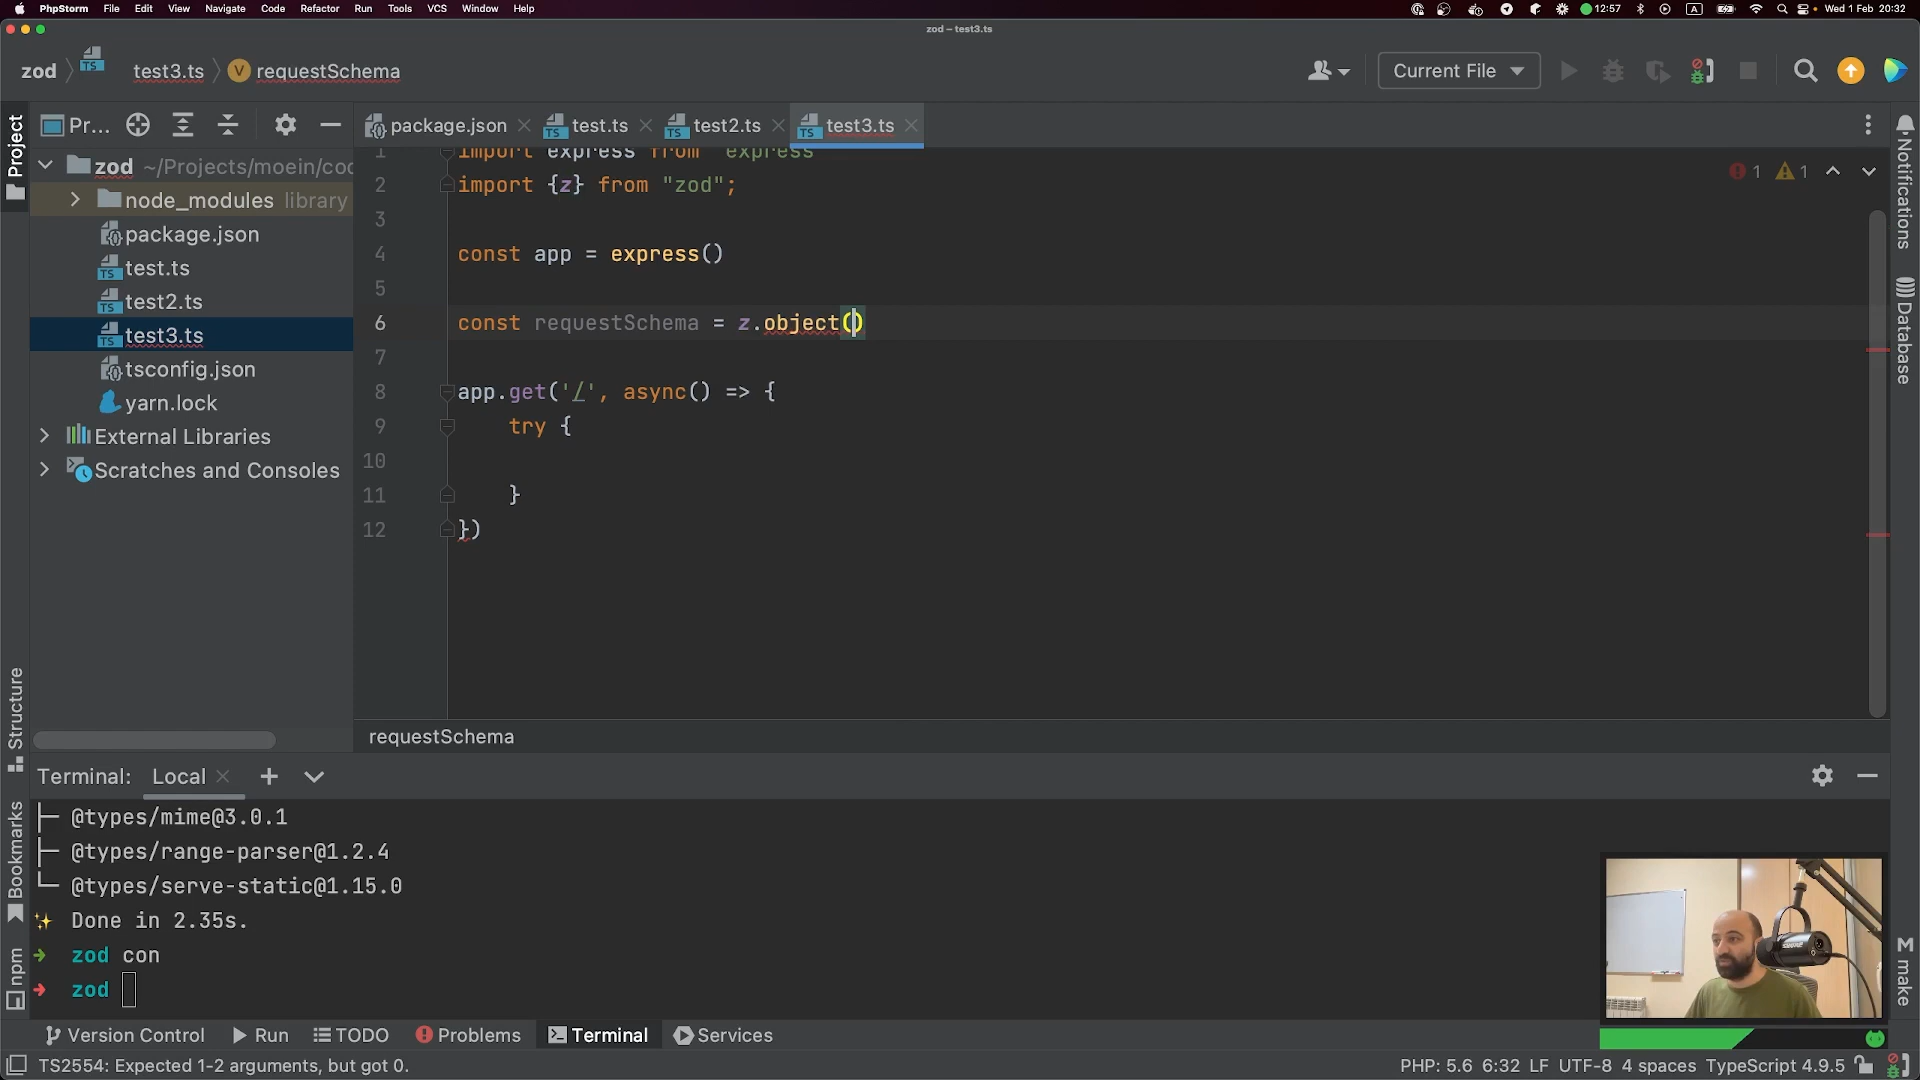 PhpStorm File Edit View Navigate Code Refactor Run Tools VCS Window Help
12:57 A Wed 1 Feb 20:32
zod – test3.ts
zod test3.ts requestSchema
Current File
Project
Pr...
package.json test.ts test2.ts test3.ts
zod ~/Projects/moein/cod
node_modules library
package.json
test.ts
test2.ts
test3.ts
tsconfig.json
yarn.lock
External Libraries
Scratches and Consoles
1 import express from "express"
2 import {z} from "zod";
3
4 const app = express()
5
6 const requestSchema = z.object()
7
8 app.get('/', async() => {
9 try {
10
11 }
12 })
1 1
Notifications
Database
requestSchema
Structure
Bookmarks
npm
Terminal: Local
├─ @types/mime@3.0.1
├─ @types/range-parser@1.2.4
└─ @types/serve-static@1.15.0
✨ Done in 2.35s.
➜ zod con
➜ zod
make
Version Control Run TODO Problems Terminal Services
TS2554: Expected 1-2 arguments, but got 0.
PHP: 5.6 6:32 LF UTF-8 4 spaces TypeScript 4.9.5